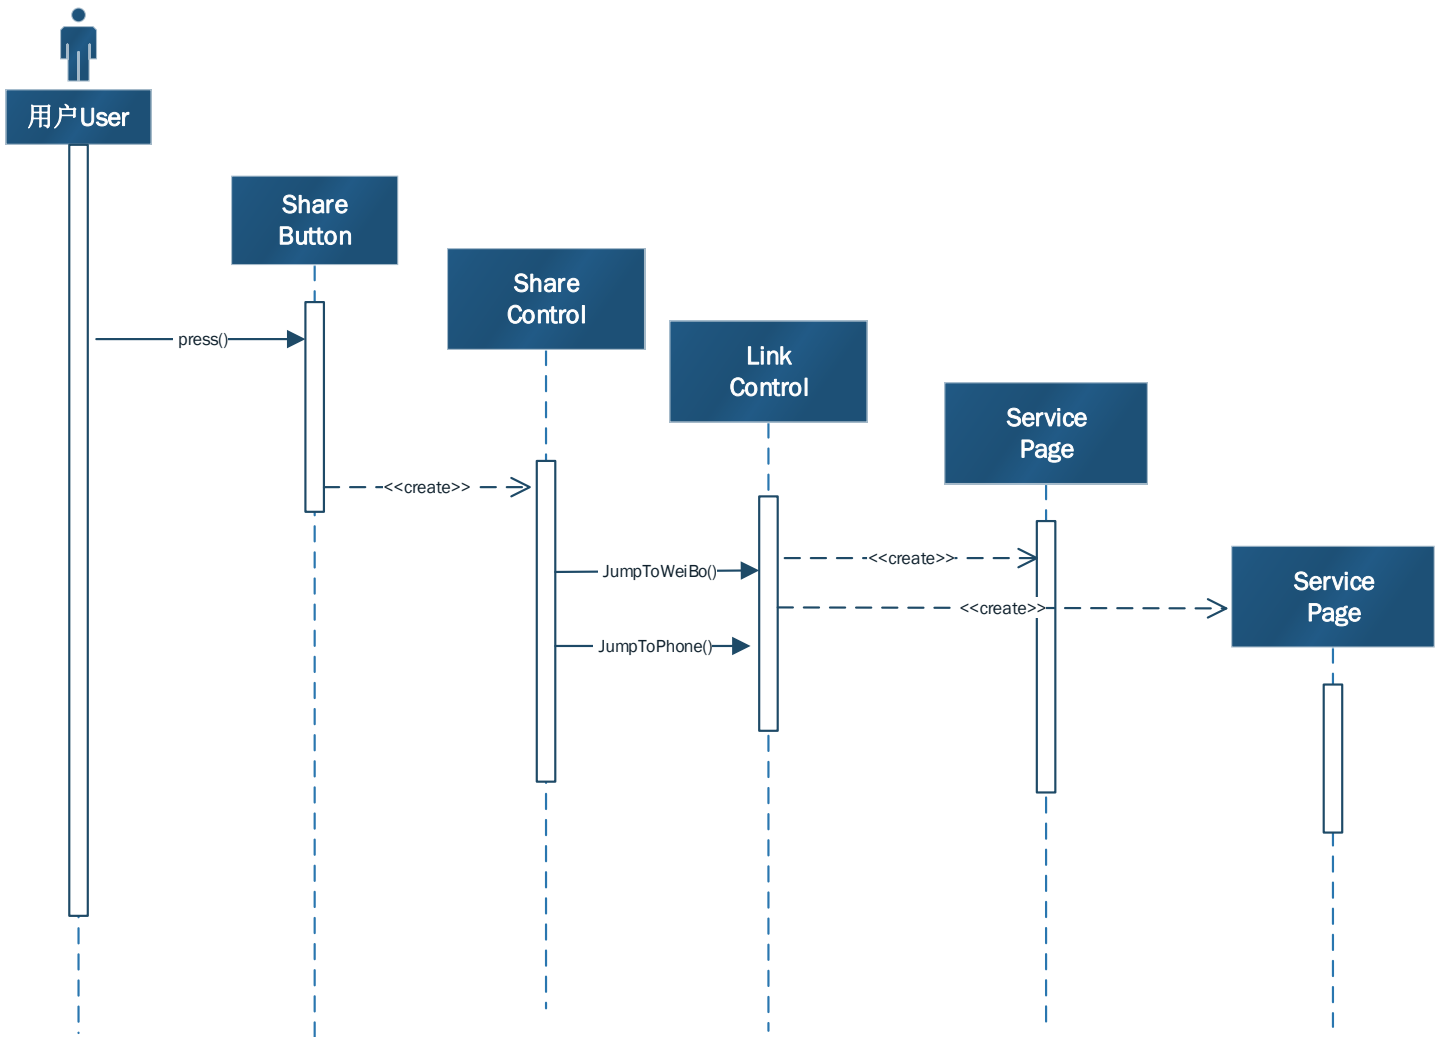 用户User
Share
Button
Share
Control
Link
Control
Service
Page
Service
Page
press()
<<create>>
JumpToWeiBo()
<<create>>
<<create>>
JumpToPhone()